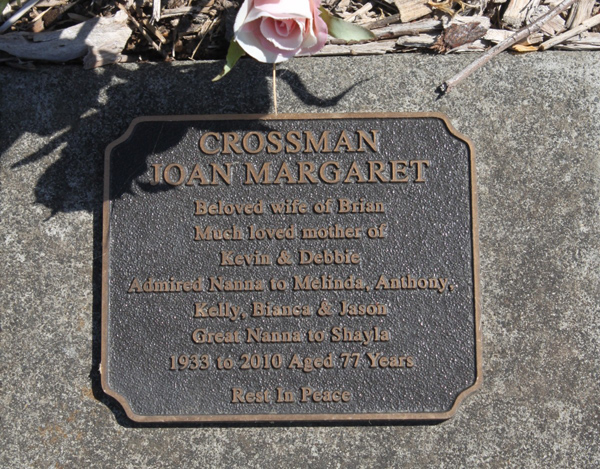 CROSSMAN
JOAN MARGARET
Beloved wife of Brian
Much loved mother of
Kevin & Debbie
Admired Nanna to Melinda, Anthony,
Kelly, Bianca & Jason
Great Nanna to Shayla
1933 to 2010 Aged 77 Years
Rest In Peace